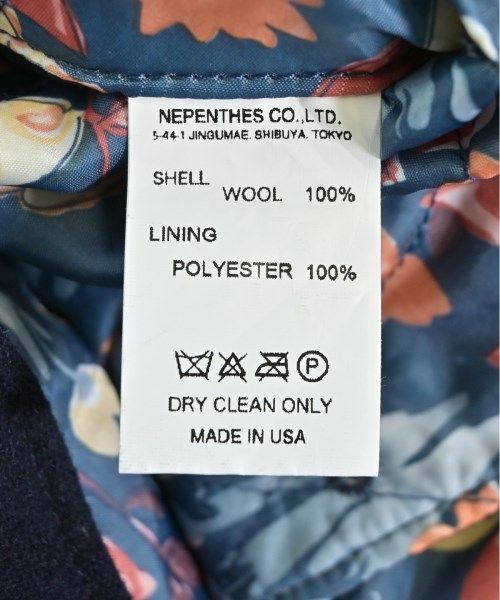 NEPENTHES CO.,LTD.
5-44-1 JINGUMAE. SHIBUYA, TOKYO
SHELL
WOOL 100%
LINING
POLYESTER 100%
P
DRY CLEAN ONLY
MADE IN USA